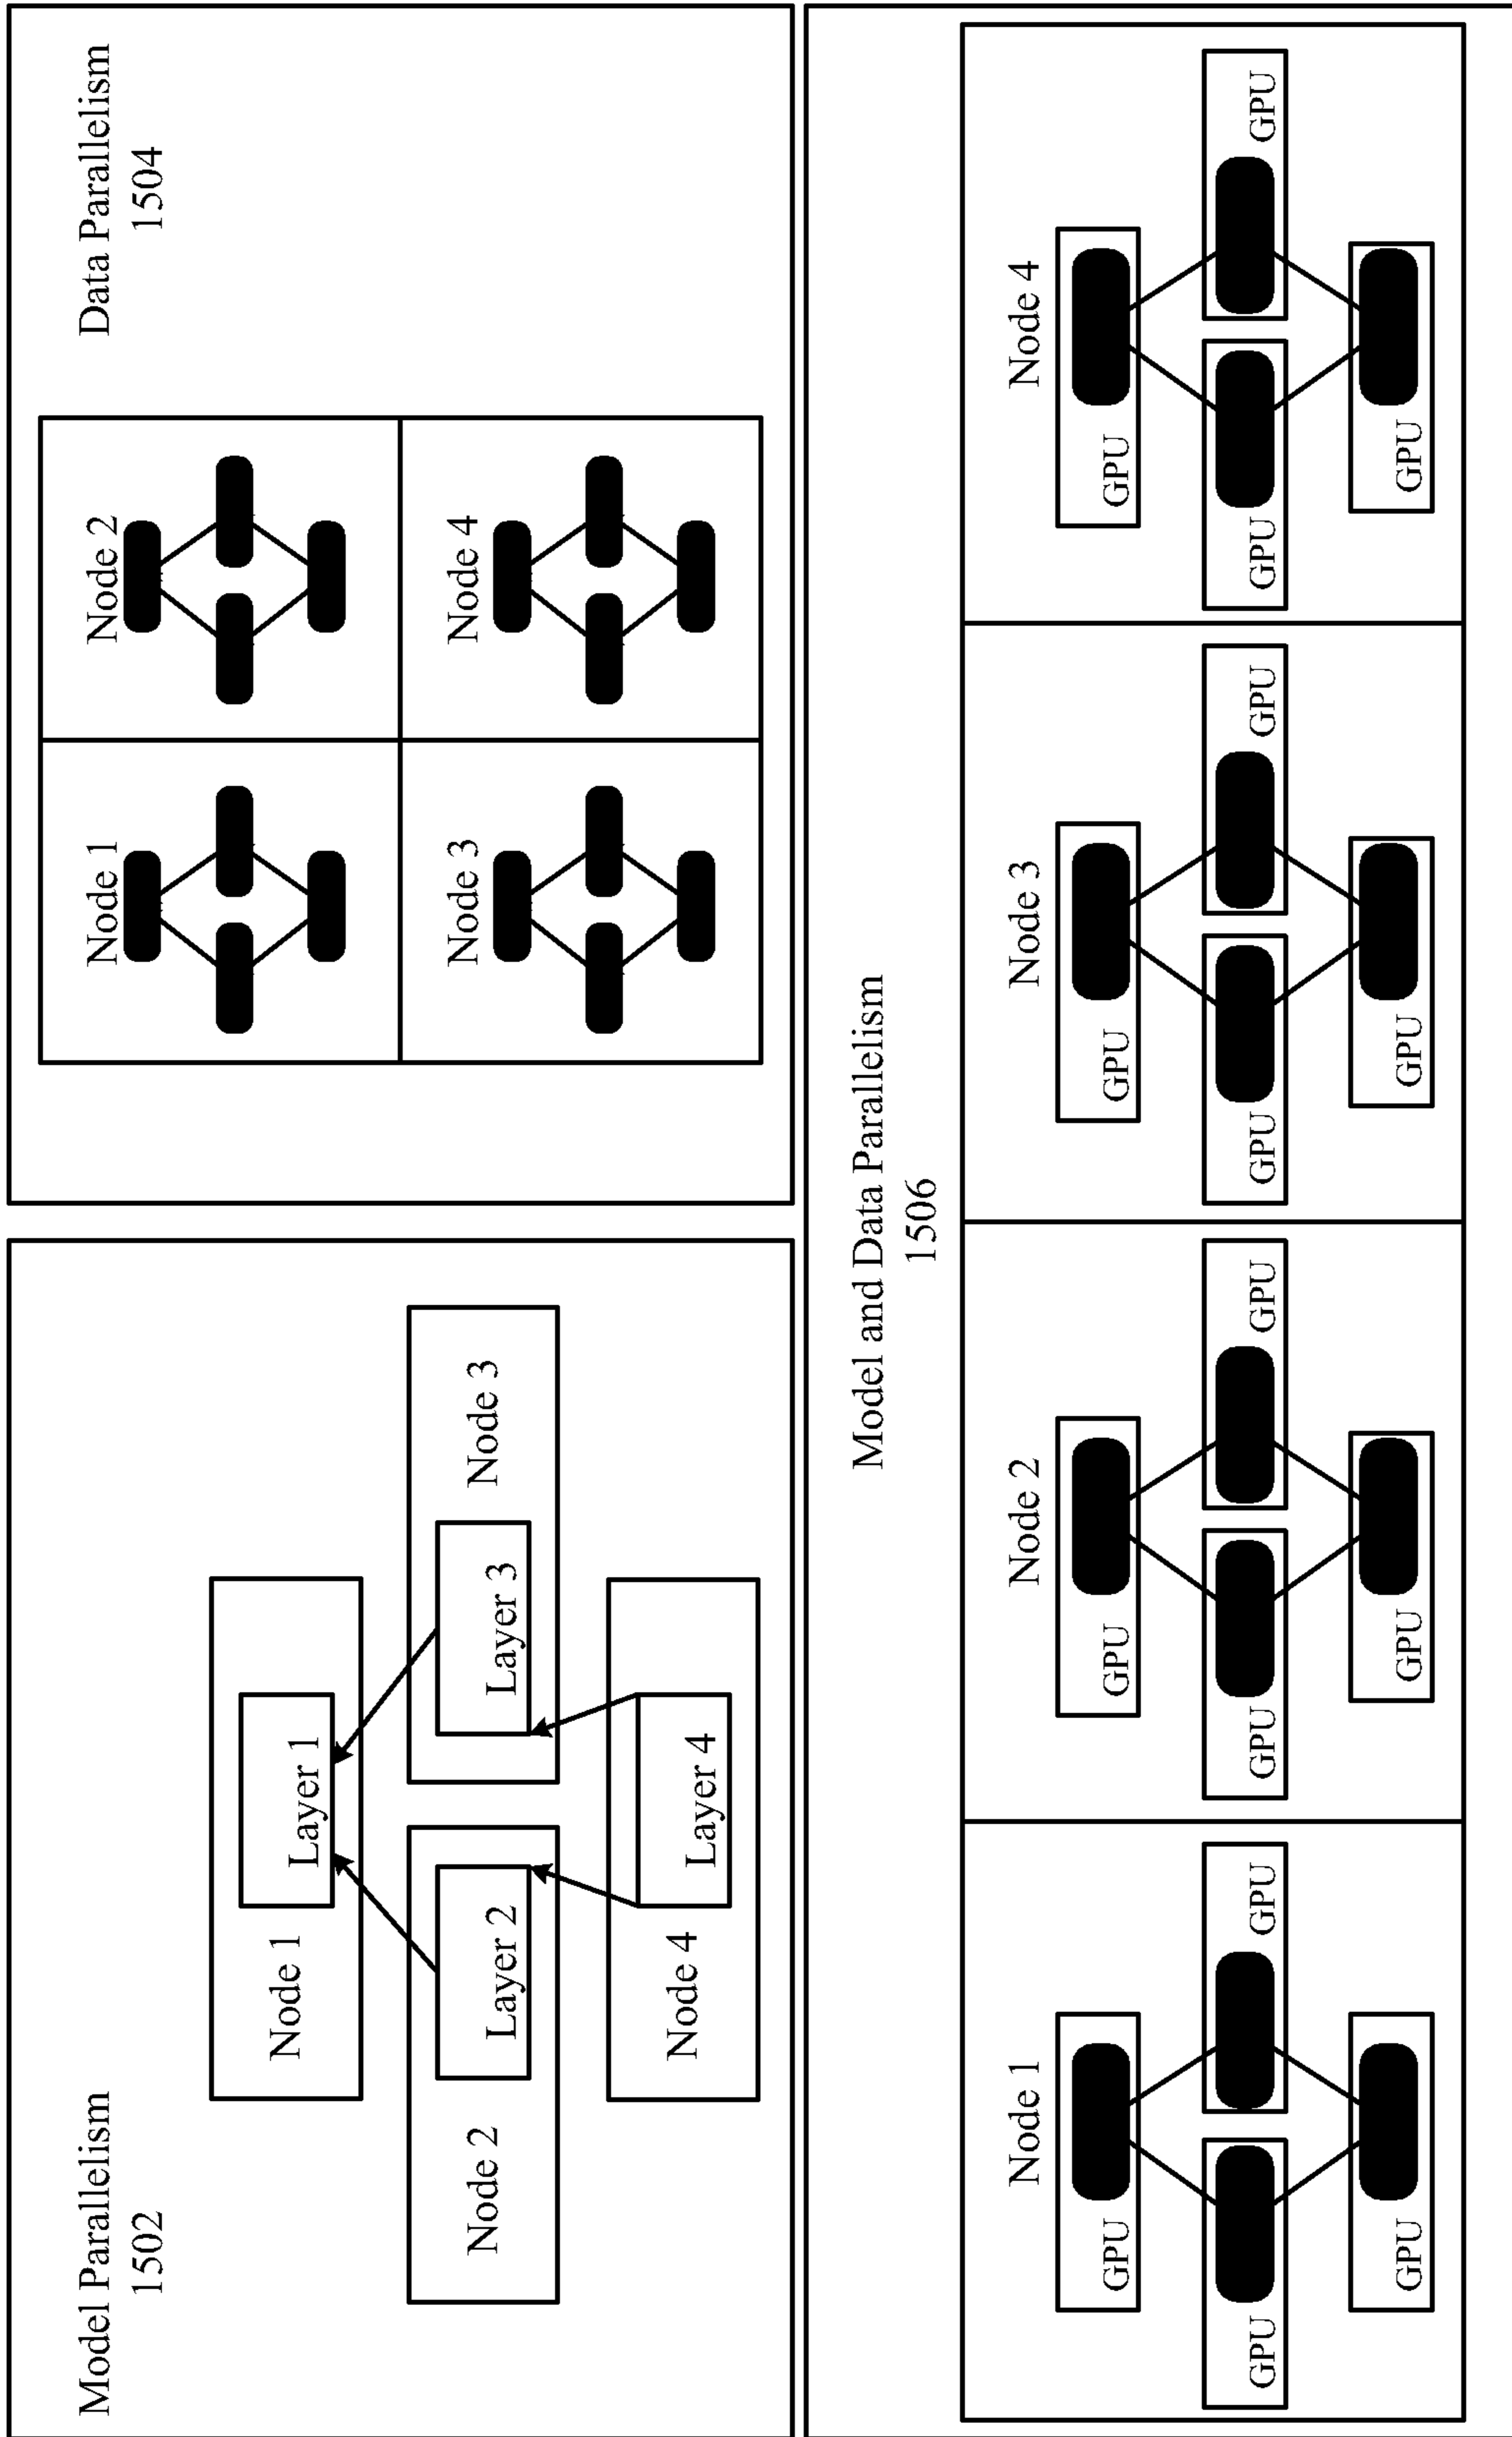 Model Parallelism
1502
Node 1
Layer 1
Node 2
Layer 2
Layer 3
Node 3
Node 4
Layer 4
Data Parallelism
1504
Node 1
Node 2
Node 3
Node 4
Model and Data Parallelism
1506
Node 1
GPU
GPU
GPU
GPU
Node 2
GPU
GPU
GPU
GPU
Node 3
GPU
GPU
GPU
GPU
Node 4
GPU
GPU
GPU
GPU